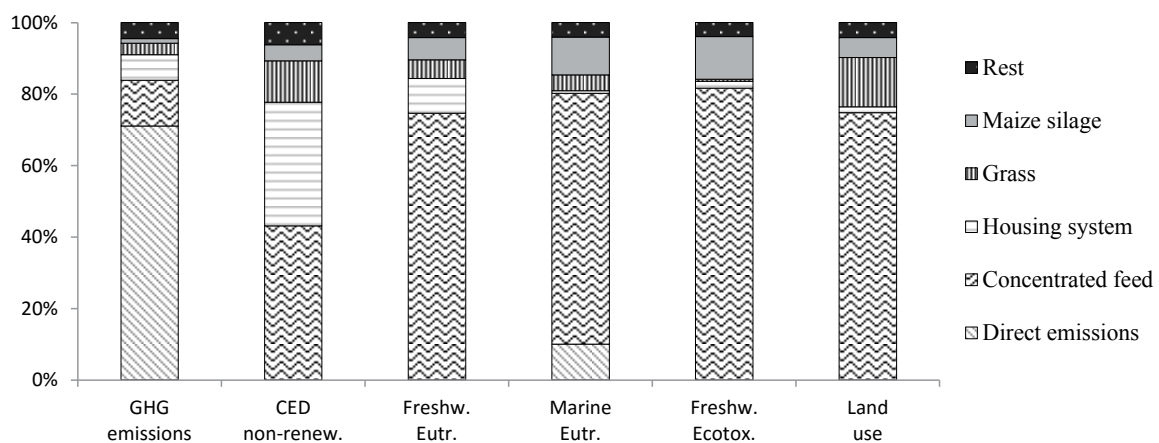 100%
80%
60%
40%
20%
0%
GHG
emissions
CED
non-renew.
Freshw.
Eutr.
Marine
Eutr.
Freshw.
Ecotox.
Land
use
Rest
Maize silage
Grass
Housing system
Concentrated feed
Direct emissions